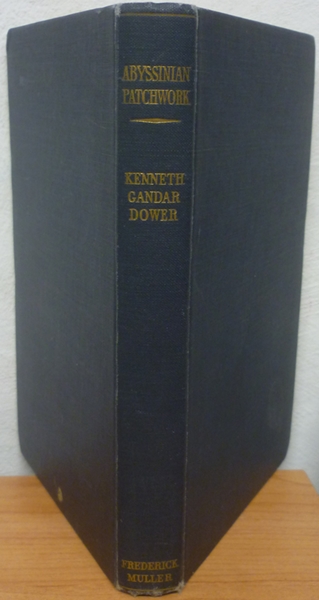 ABYSSINIAN
PATCHWORK
KENNETH
GANDAR
DOWER
FREDERICK
MULLER